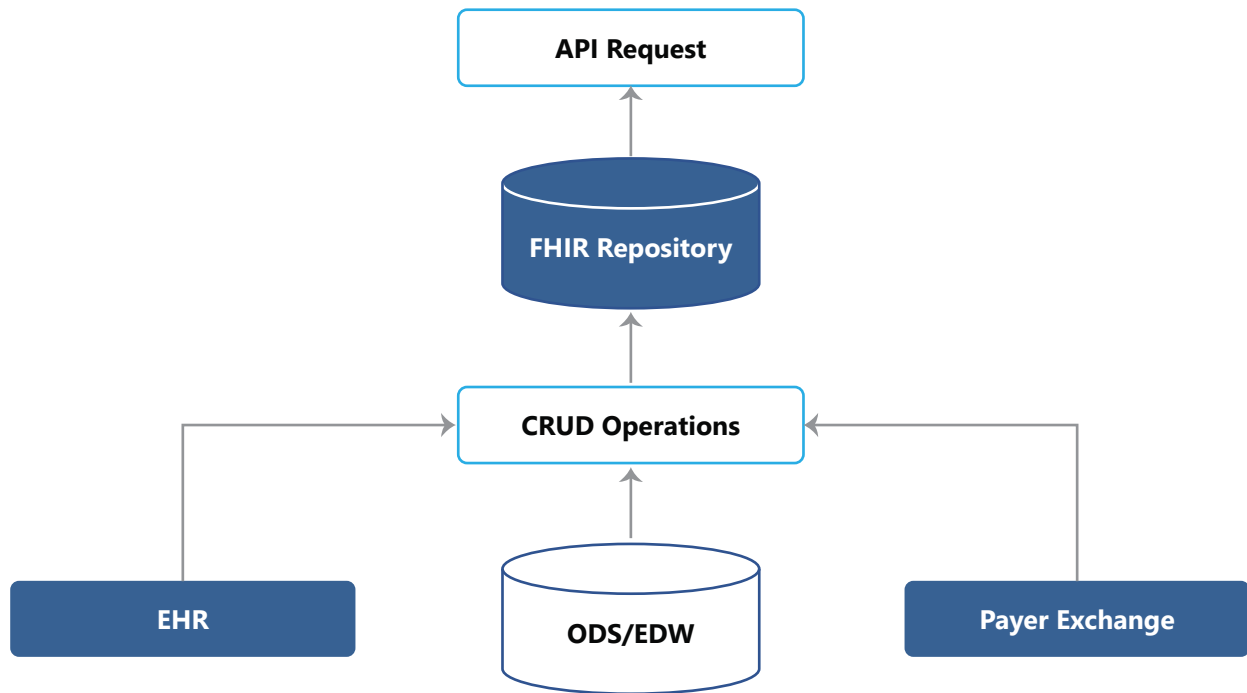 API Request
FHIR Repository
CRUD Operations
EHR
ODS/EDW
Payer Exchange